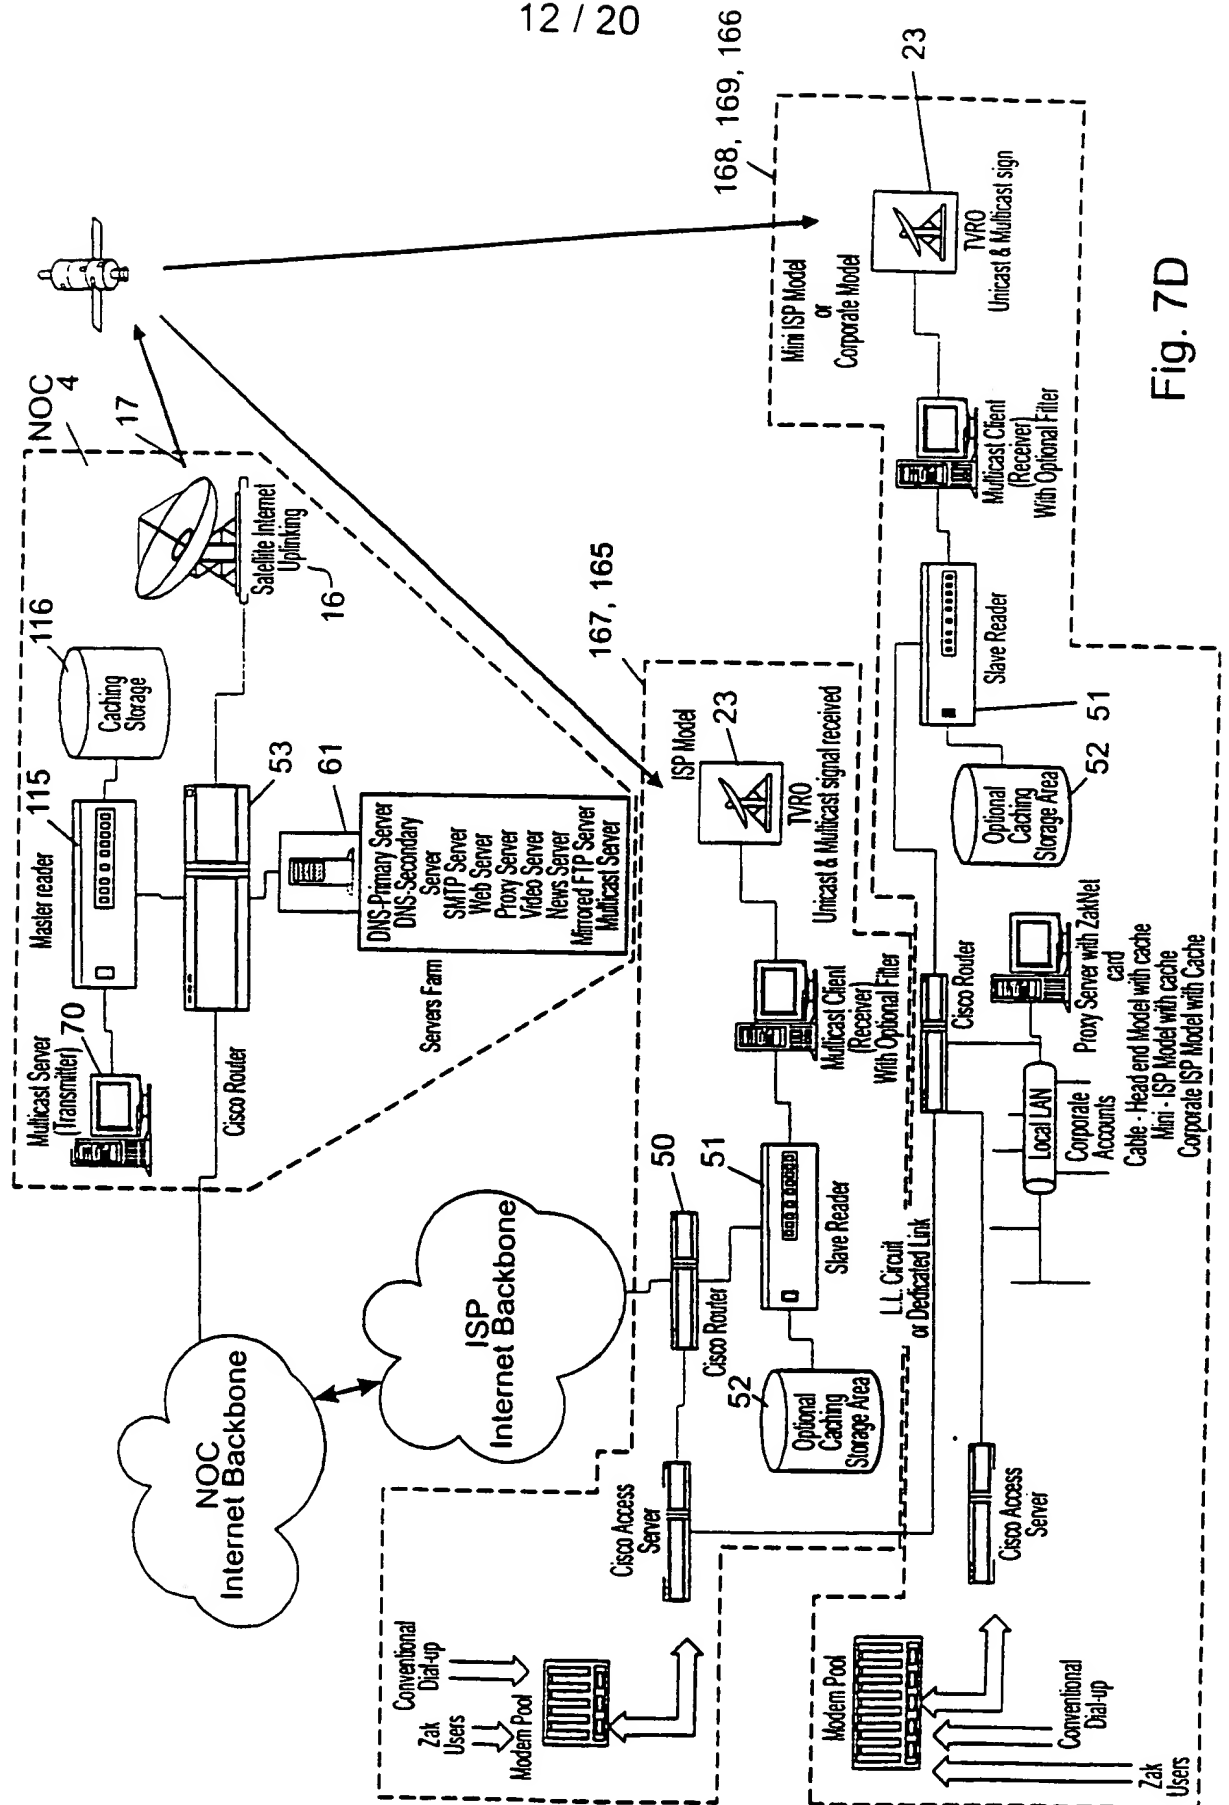 12 / 20
NOC
4
17
116
Caching
Storage
115
Master reader
Multicast Server
(Transmitter)
70
Satellite Internet
Uplinking
16
53
Cisco Router
61
DNS-Primary Server
DNS-Secondary
Server
SMTP Server
Web Server
Proxy Server
Video Server
News Server
Mirrored FTP Server
Multicast Server
Servers Farm
NOC
Internet Backbone
ISP
Internet Backbone
167, 165
ISP Model
23
TVRO
Unicast & Multicast signal received
Multicast Client
(Receiver)
With Optional Filter
50
Cisco Router
51
Slave Reader
52
Optional
Caching
Storage Area
Cisco Access
Server
Conventional
Dial-up
Zak
Users
Modem Pool
168, 169, 166
23
Mini ISP Model
or
Corporate Model
TVRO
Unicast & Multicast sign
Multicast Client
(Receiver)
With Optional Filter
Slave Reader
51
52
Optional
Caching
Storage Area
L.L. Circuit
or Dedicated Link
Cisco Router
Proxy Server with ZakNet
card
Cable - Head end Model with cache
Mini - ISP Model with cache
Corporate ISP Model with Cache
Local LAN
Corporate
Accounts
Cisco Access
Server
Modem Pool
Conventional
Dial-up
Zak
Users
Fig. 7D